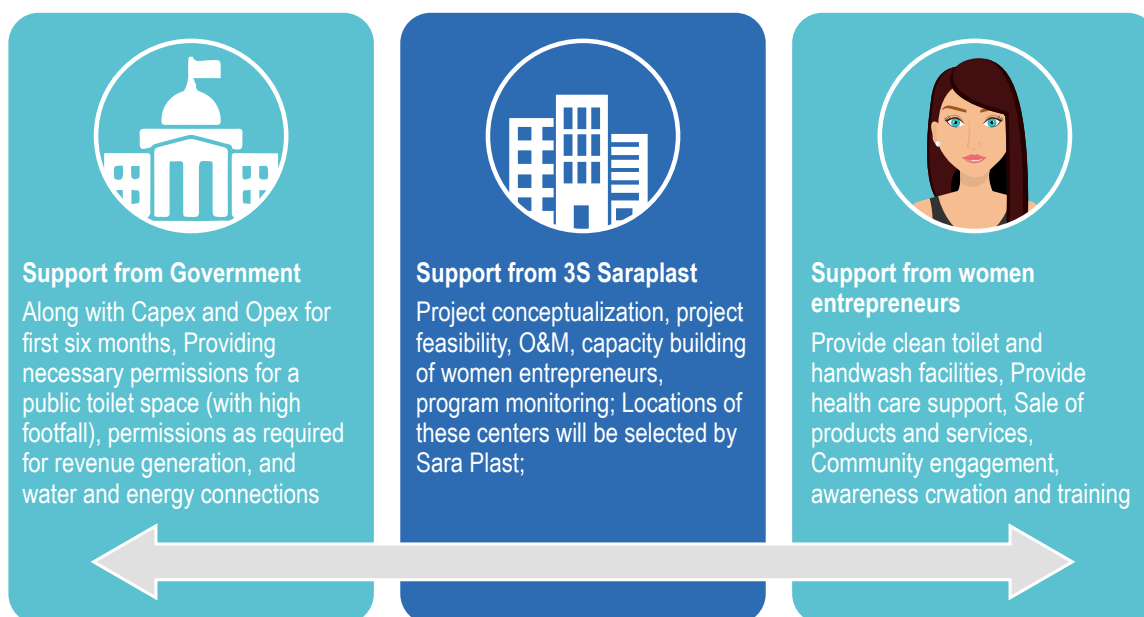 Support from Government
Along with Capex and Opex for
first six months, Providing
necessary permissions for a
public toilet space (with high
footfall), permissions as required
for revenue generation, and
water and energy connections
Support from 3S Saraplast
Project conceptualization, project
feasibility, O&M, capacity building
of women entrepreneurs,
program monitoring; Locations of
these centers will be selected by
Sara Plast;
Support from women
entrepreneurs
Provide clean toilet and
handwash facilities, Provide
health care support, Sale of
products and services,
Community engagement,
awareness crwation and training